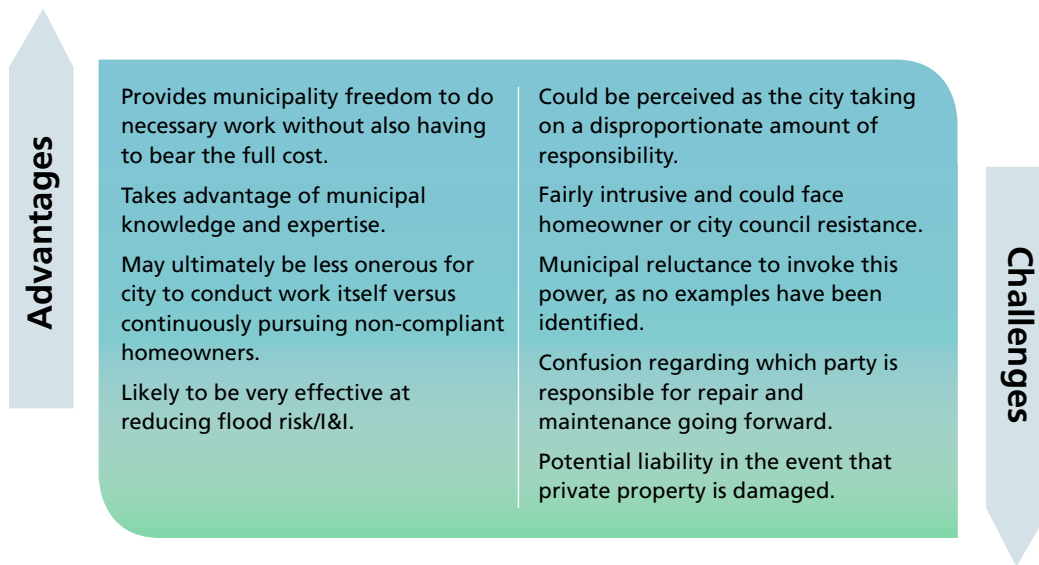 Advantages
Provides municipality freedom to do
necessary work without also having
to bear the full cost.
Takes advantage of municipal
knowledge and expertise.
May ultimately be less onerous for
city to conduct work itself versus
continuously pursuing non-compliant
homeowners.
Likely to be very effective at
reducing flood risk/I&I.
Could be perceived as the city taking
on a disproportionate amount of
responsibility.
Fairly intrusive and could face
homeowner or city council resistance.
Municipal reluctance to invoke this
power, as no examples have been
identified.
Confusion regarding which party is
responsible for repair and
maintenance going forward.
Potential liability in the event that
private property is damaged.
Challenges